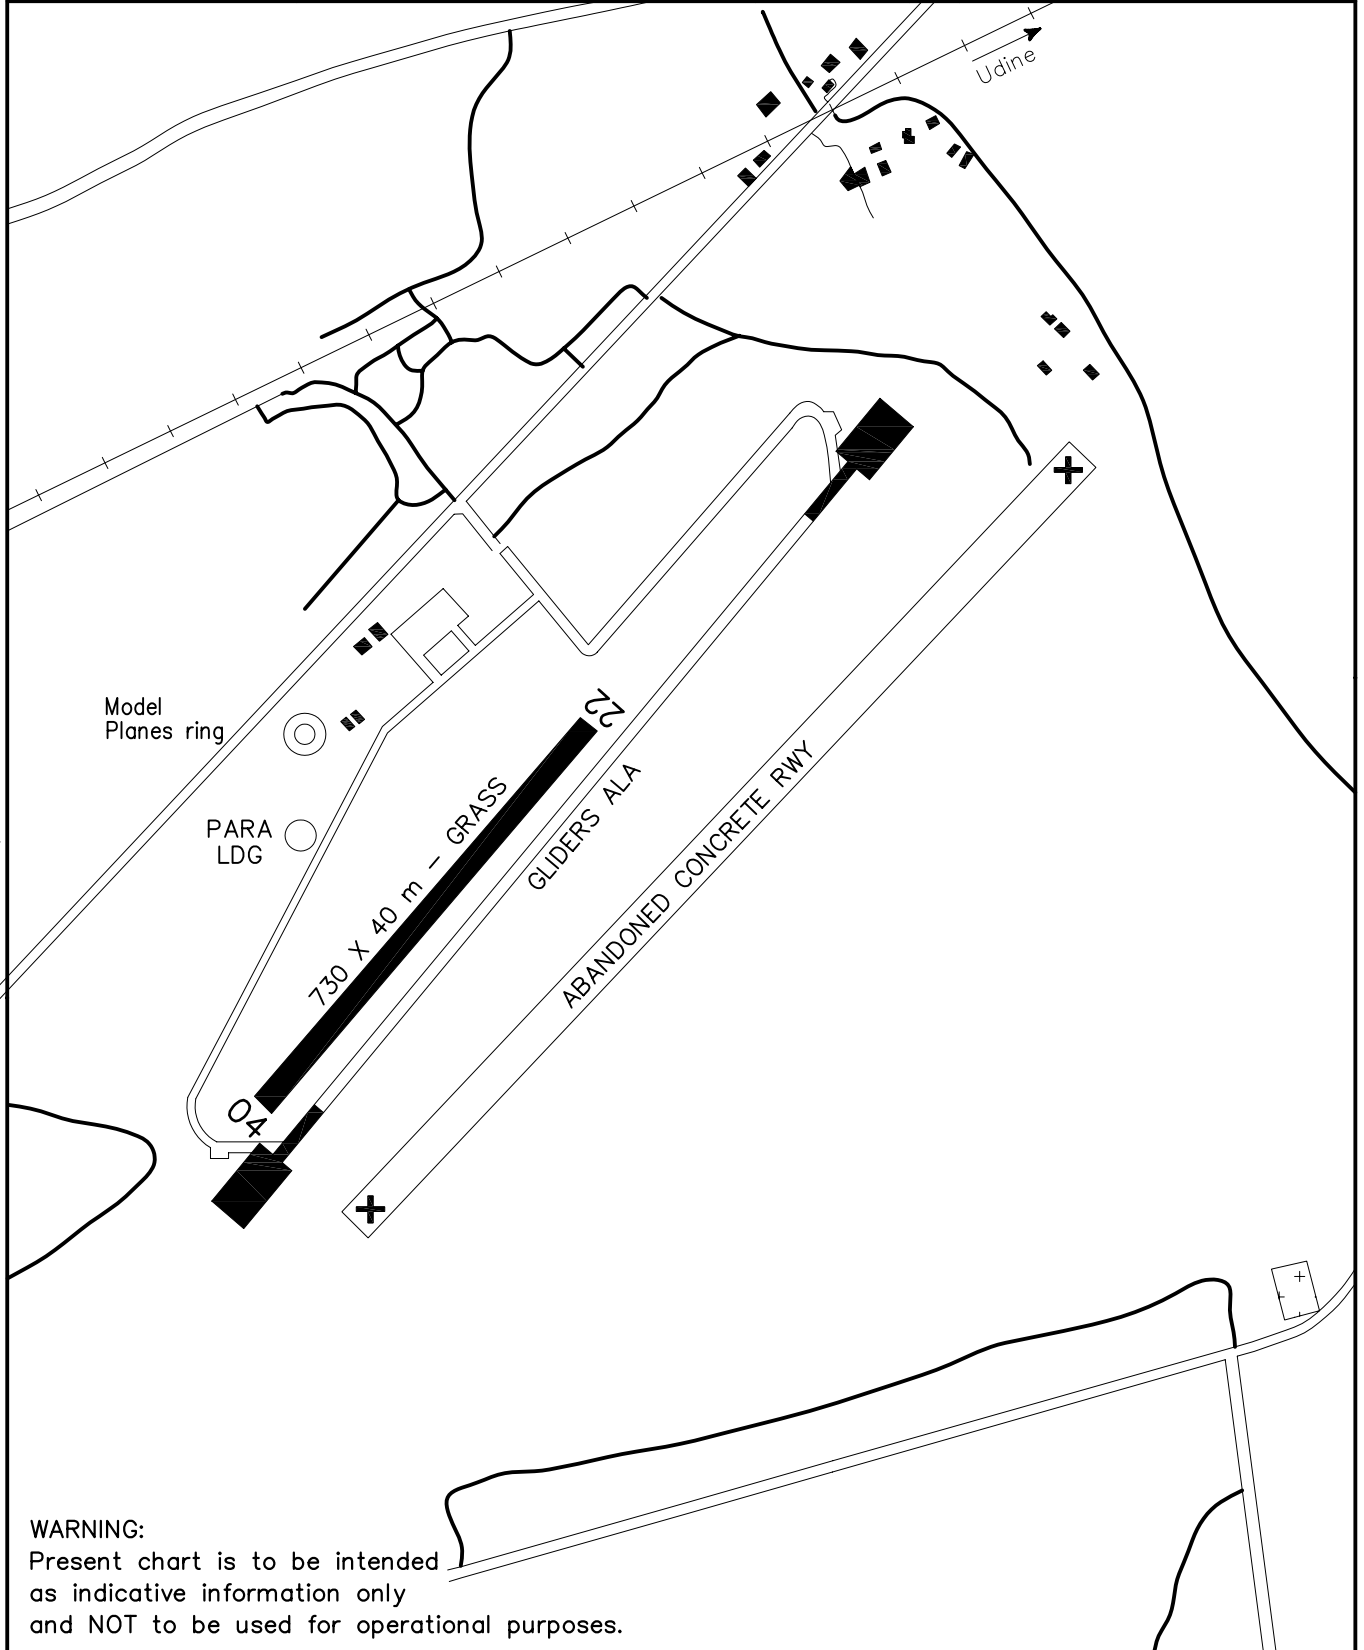 Udine
Model
Planes ring
PARA
LDG
22
730 X 40 m – GRASS
GLIDERS ALA
ABANDONED CONCRETE RWY
04
WARNING:
Present chart is to be intended
as indicative information only
and NOT to be used for operational purposes.